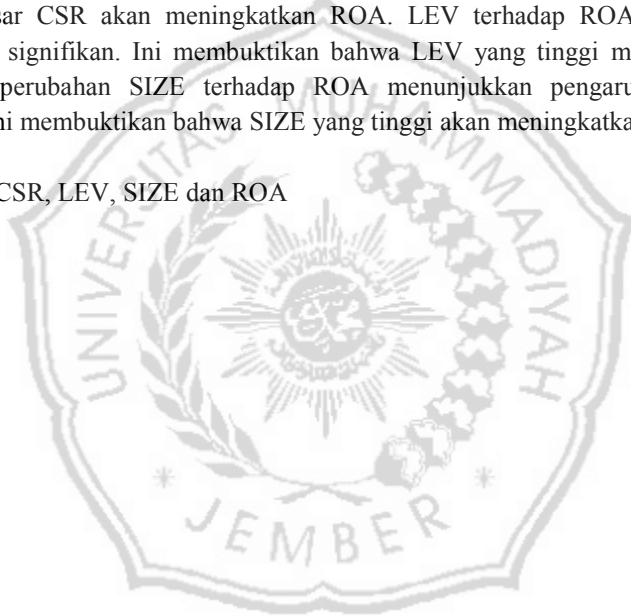 sar CSR akan meningkatkan ROA. LEV terhadap ROA
signifikan. Ini membuktikan bahwa LEV yang tinggi m
perubahan SIZE terhadap ROA menunjukkan pengaru
ni membuktikan bahwa SIZE yang tinggi akan meningkatka
CSR, LEV, SIZE dan ROA
UNIVERSITAS MUHAMMADIYAH
JEMBER